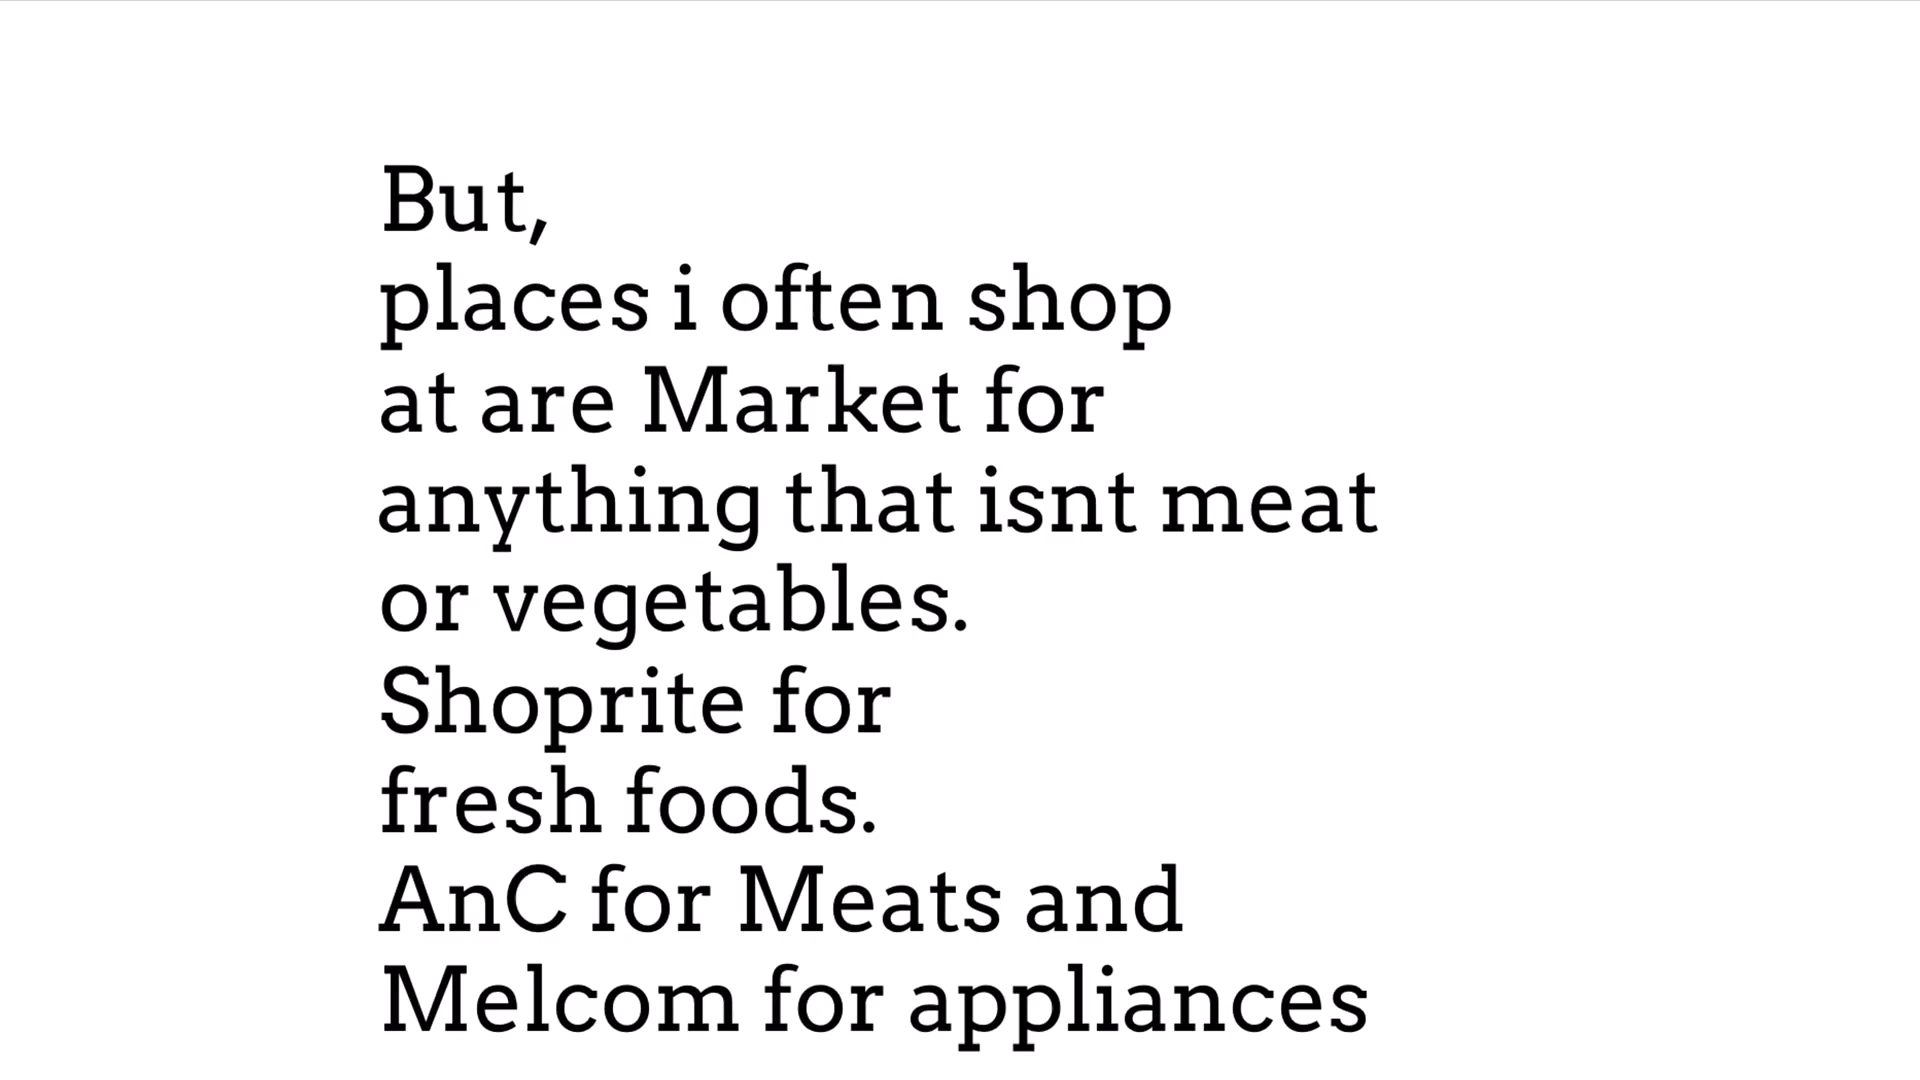 But,
places i often shop
at are Market for
anything that isnt meat
or vegetables.
Shoprite for
fresh foods.
AnC for Meats and
Melcom for appliances